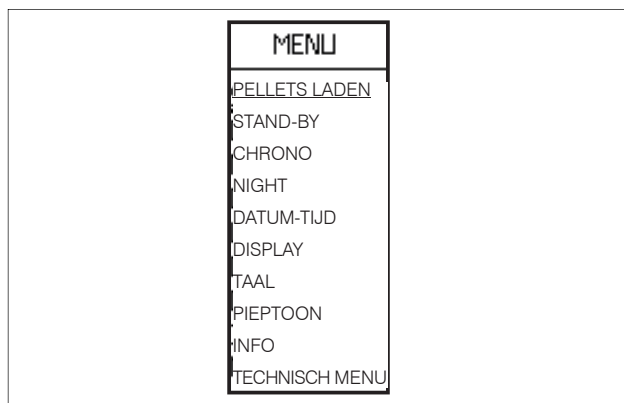 MENU
PELLETS LADEN
STAND-BY
CHRONO
NIGHT
DATUM-TIJD
DISPLAY
TAAL
PIEPTOON
INFO
TECHNISCH MENU